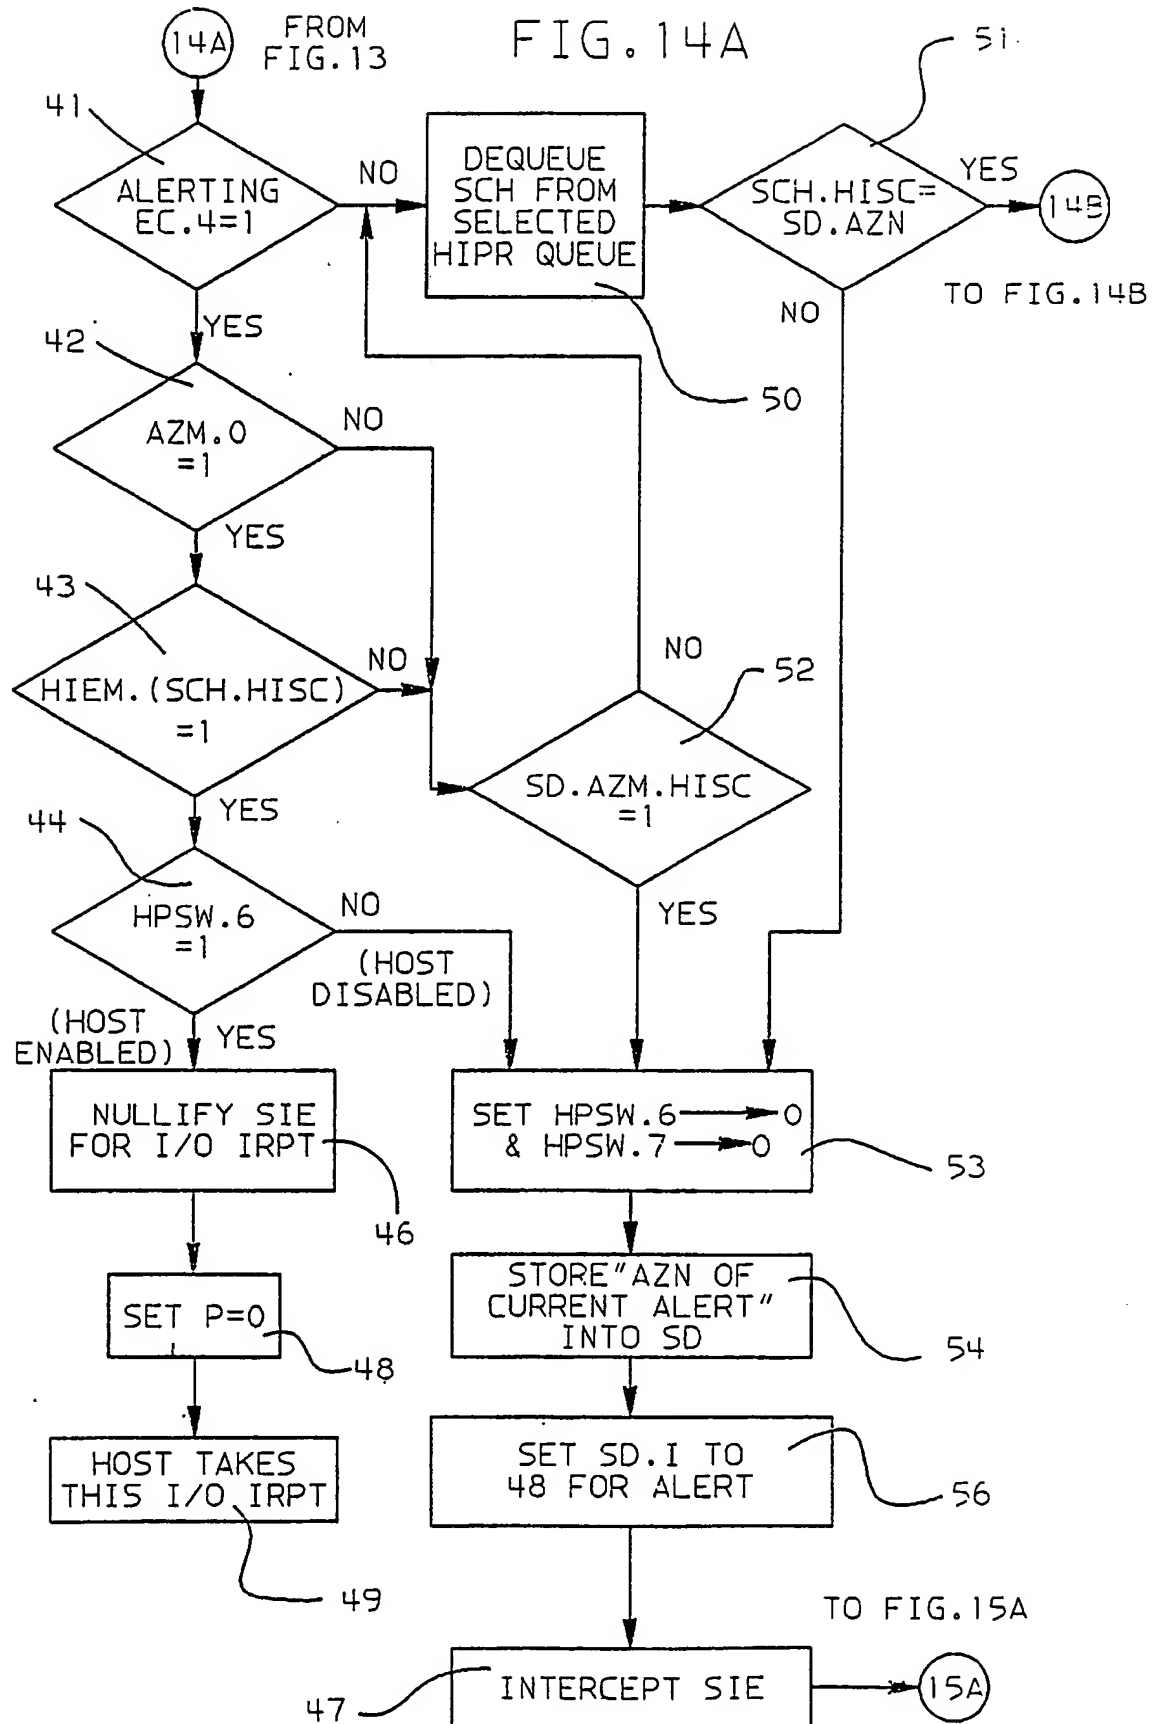 14A
FROM
FIG.13
FIG.14A
51
41
ALERTING
EC.4=1
NO
DEQUEUE
SCH FROM
SELECTED
HIPR QUEUE
SCH.HISC=
SD.AZN
YES
14B
TO FIG.14B
NO
YES
42
50
AZM.0
=1
NO
YES
43
HIEM.(SCH.HISC)
=1
NO
NO
52
SD.AZM.HISC
=1
YES
44
HPSW.6
=1
NO
(HOST
DISABLED)
YES
(HOST
ENABLED)
YES
NULLIFY SIE
FOR I/O IRPT
46
SET HPSW.6 → 0
& HPSW.7 → 0
53
SET P=0
48
STORE"AZN OF
CURRENT ALERT"
INTO SD
54
HOST TAKES
THIS I/O IRPT
49
SET SD.I TO
48 FOR ALERT
56
TO FIG.15A
47
INTERCEPT SIE
15A